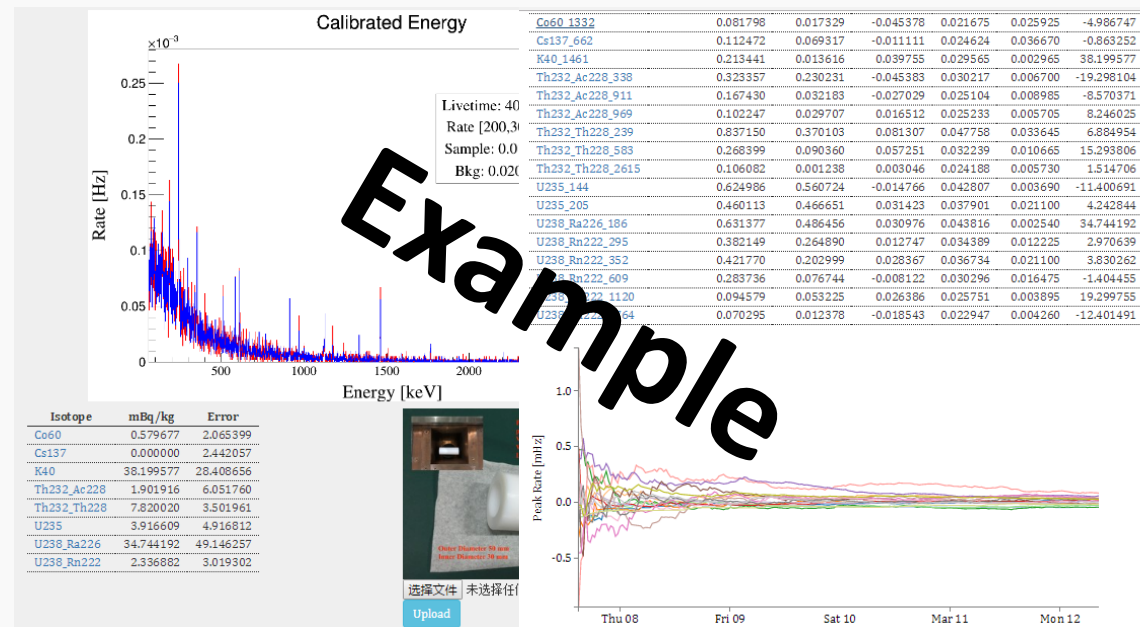 Calibrated Energy
×10⁻³
0.25
0.2
0.15
0.1
0.05
0
Rate [Hz]
500 1000 1500 2000
Energy [keV]
Livetime: 40
Rate [200,30
Sample: 0.0
Bkg: 0.020
Isotope mBq/kg Error
Co60 0.579677 2.065399
Cs137 0.000000 2.442057
K40 38.199577 28.408656
Th232_Ac228 1.901916 6.051760
Th232_Th228 7.820020 3.501961
U235 3.916609 4.916812
U238_Ra226 34.744192 49.146257
U238_Rn222 2.336882 3.019302
Outer Diameter 50 mm
Inner Diameter 30 mm
选择文件 未选择任
Upload
Co60_1332 0.081798 0.017329 -0.045378 0.021675 0.025925 -4.986747
Cs137_662 0.112472 0.069317 -0.011111 0.024624 0.036670 -0.863252
K40_1461 0.213441 0.013616 0.039755 0.029565 0.002965 38.199577
Th232_Ac228_338 0.323357 0.230231 -0.045383 0.030217 0.006700 -19.298104
Th232_Ac228_911 0.167430 0.032183 -0.027029 0.025104 0.008985 -8.570371
Th232_Ac228_969 0.102247 0.029707 0.016512 0.025233 0.005705 8.246025
Th232_Th228_239 0.837150 0.370103 0.081307 0.047758 0.033645 6.884954
Th232_Th228_583 0.268399 0.090360 0.057251 0.032239 0.010665 15.293806
Th232_Th228_2615 0.106082 0.001238 0.003046 0.024188 0.005730 1.514706
U235_144 0.624986 0.560724 -0.014766 0.042807 0.003690 -11.400691
U235_205 0.460113 0.466651 0.031423 0.037901 0.021100 4.242844
U238_Ra226_186 0.631377 0.486456 0.030976 0.043816 0.002540 34.744192
U238_Rn222_295 0.382149 0.264890 0.012747 0.034389 0.012225 2.970639
U238_Rn222_352 0.421770 0.202999 0.028367 0.036734 0.021100 3.830262
_Rn222_609 0.283736 0.076744 -0.008122 0.030296 0.016475 -1.404455
1120 0.094579 0.053225 0.026386 0.025751 0.003895 19.299755
0.070295 0.012378 -0.018543 0.022947 0.004260 -12.401491
Example
1.0
0.5
0.0
-0.5
Peak Rate [mHz]
Thu 08 Fri 09 Sat 10 Mar 11 Mon 12